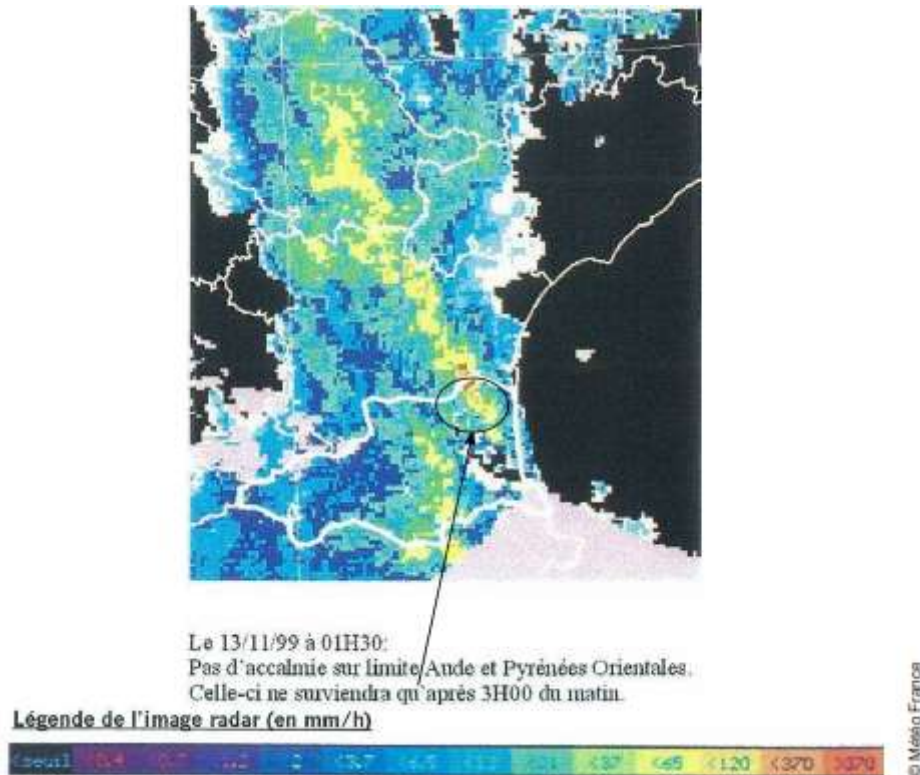 Le 13/11/99 à 01H30:
Pas d'accalmie sur limite Aude et Pyrénées Orientales.
Celle-ci ne surviendra qu'après 3H00 du matin.
Légende de l'image radar (en mm/h)
<seuil <37 <65 <120 <370 >370
© Météo France